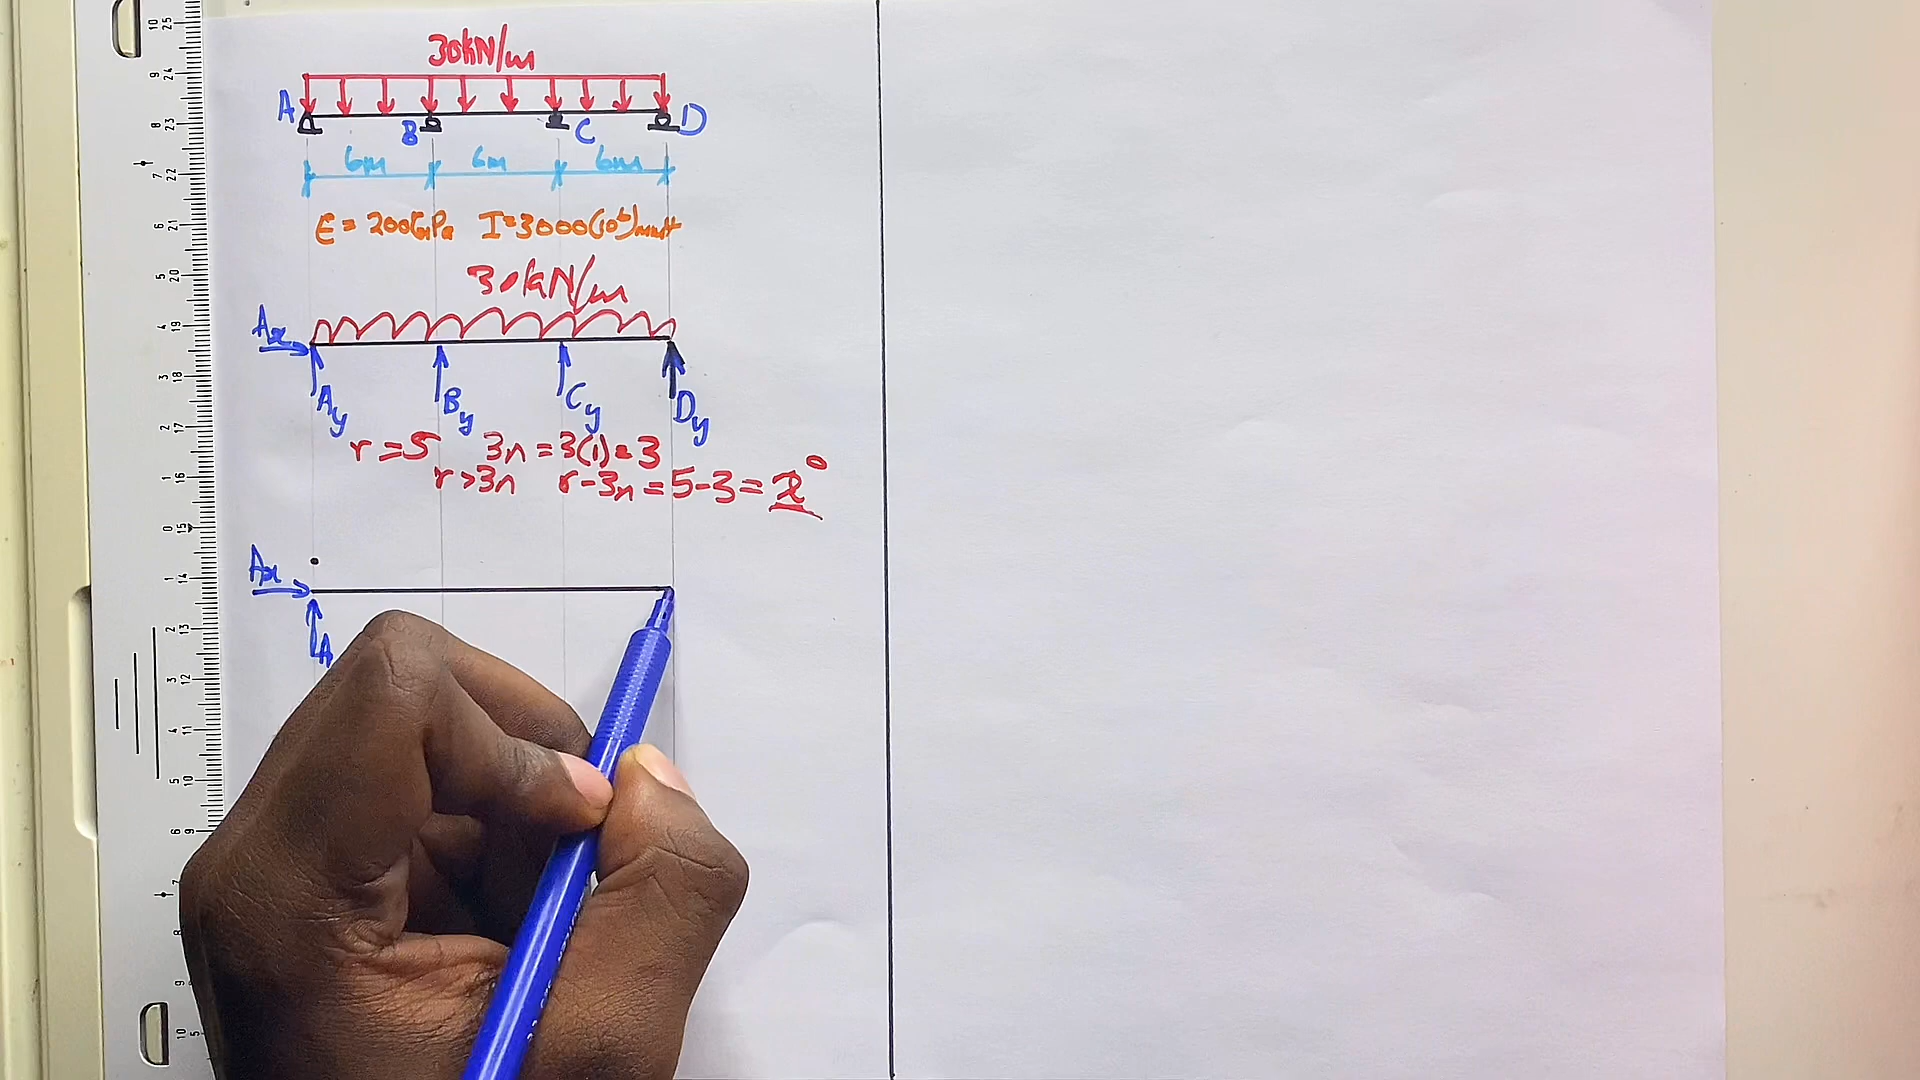 30kN/m
A B C D
6m 6m 6m
E = 200GPa I=3000(10⁶)mm4
30kN/m
Ax
Ay By Cy Dy
r = 5 3n = 3(1) = 3
r > 3n r - 3n = 5 - 3 = 2°
Ax
A